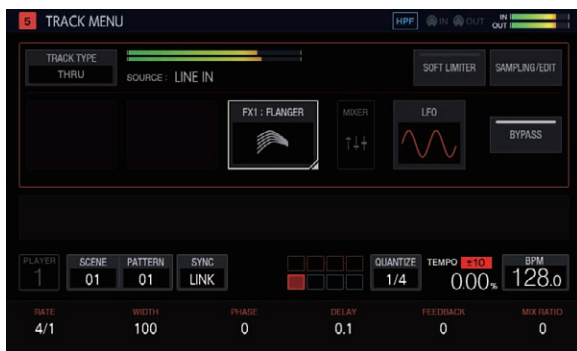 5 TRACK MENU HPF IN OUT IN OUT
TRACK TYPE
THRU
SOURCE : LINE IN
SOFT LIMITER
SAMPLING/EDIT
FX1 : FLANGER
MIXER
LFO
BYPASS
PLAYER
1
SCENE
01
PATTERN
01
SYNC
LINK
QUANTIZE
1/4
TEMPO ±10
0.00%
BPM
128.0
RATE WIDTH PHASE DELAY FEEDBACK MIX RATIO
4/1 100 0 0.1 0 0